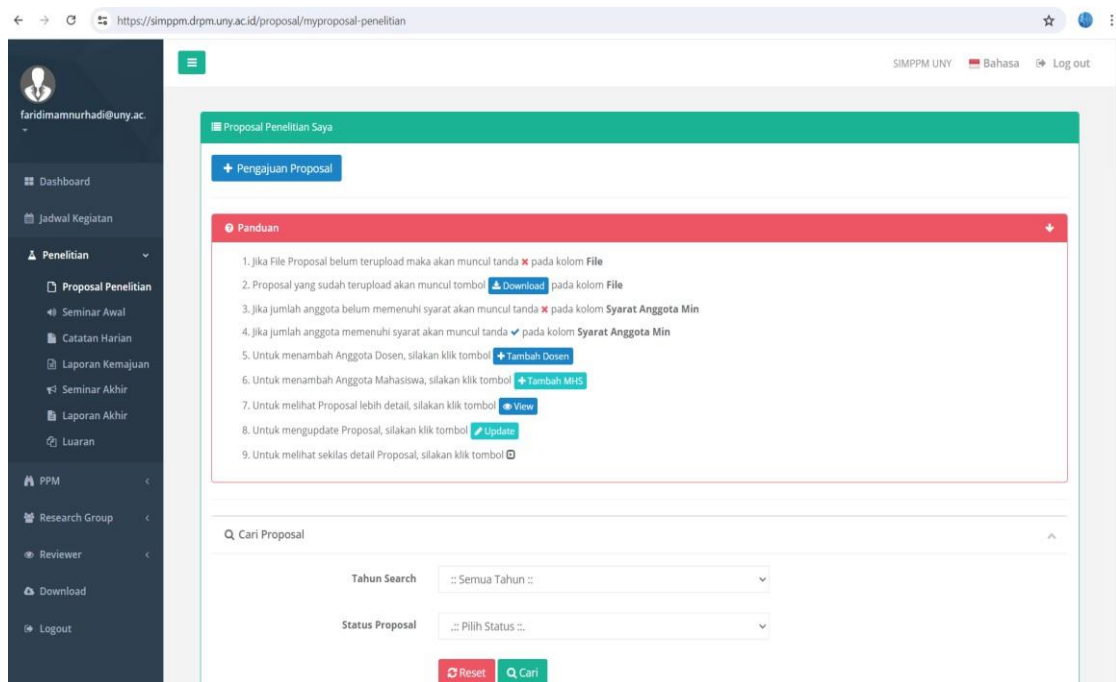 https://simppm.drpm.uny.ac.id/proposal/myproposal-penelitian
SIMPPM UNY Bahasa Log out
faridimamnurhadi@uny.ac.
Dashboard
Jadwal Kegiatan
Penelitian
Proposal Penelitian
Seminar Awal
Catatan Harian
Laporan Kemajuan
Seminar Akhir
Laporan Akhir
Luaran
PPM
Research Group
Reviewer
Download
Logout
Proposal Penelitian Saya
+ Pengajuan Proposal
Panduan
1. Jika File Proposal belum terupload maka akan muncul tanda ✖ pada kolom File
2. Proposal yang sudah terupload akan muncul tombol Download pada kolom File
3. Jika jumlah anggota belum memenuhi syarat akan muncul tanda ✖ pada kolom Syarat Anggota Min
4. Jika jumlah anggota memenuhi syarat akan muncul tanda ✔ pada kolom Syarat Anggota Min
5. Untuk menambah Anggota Dosen, silakan klik tombol + Tambah Dosen
6. Untuk menambah Anggota Mahasiswa, silakan klik tombol + Tambah MHS
7. Untuk melihat Proposal lebih detail, silakan klik tombol View
8. Untuk mengupdate Proposal, silakan klik tombol Update
9. Untuk melihat sekilas detail Proposal, silakan klik tombol
Cari Proposal
Tahun Search :: Semua Tahun ::
Status Proposal .:: Pilih Status ::.
Reset Cari